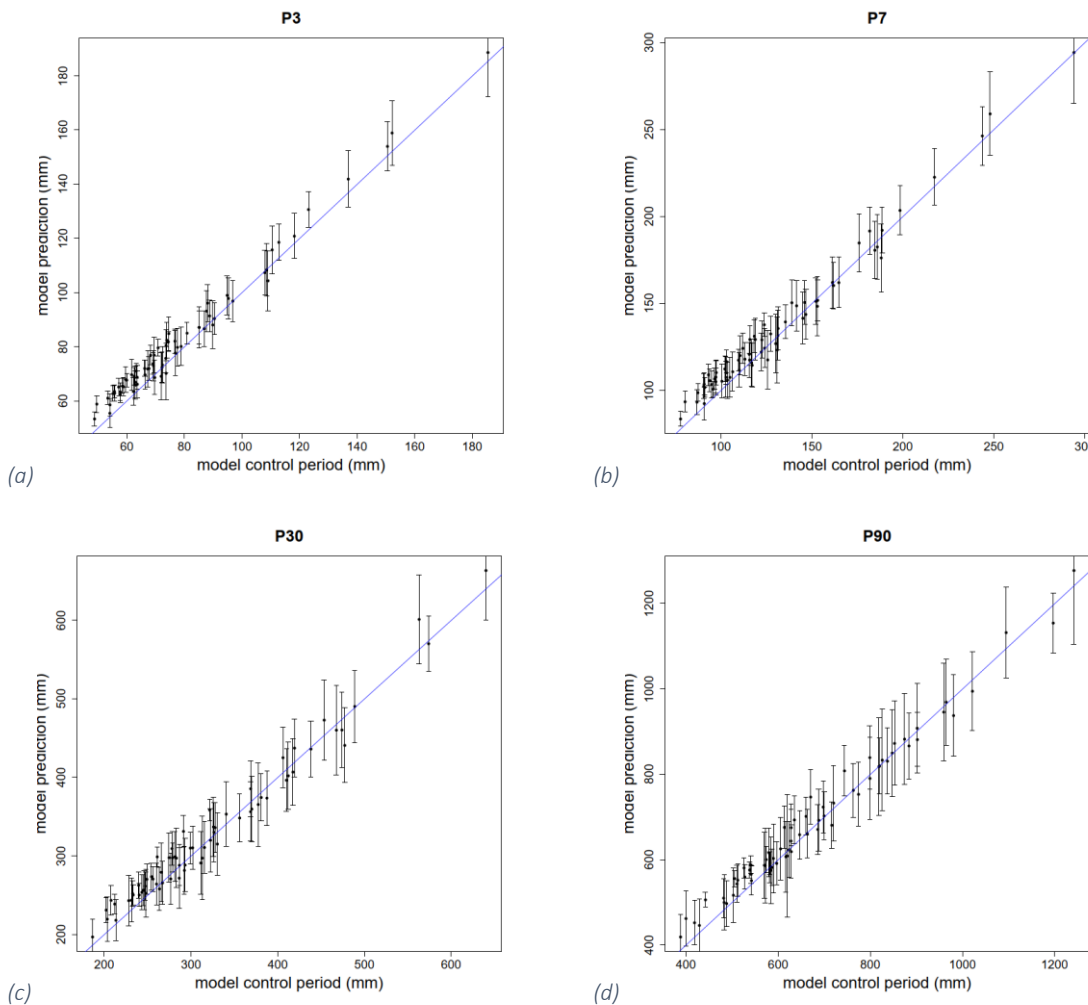 P3
model prediction (mm)
60 80 100 120 140 160 180
60 80 100 120 140 160 180
model control period (mm)
(a)
P7
model prediction (mm)
100 150 200 250 300
100 150 200 250 300
model control period (mm)
(b)
P30
model prediction (mm)
200 300 400 500 600
200 300 400 500 600
model control period (mm)
(c)
P90
model prediction (mm)
400 600 800 1000 1200
400 600 800 1000 1200
model control period (mm)
(d)